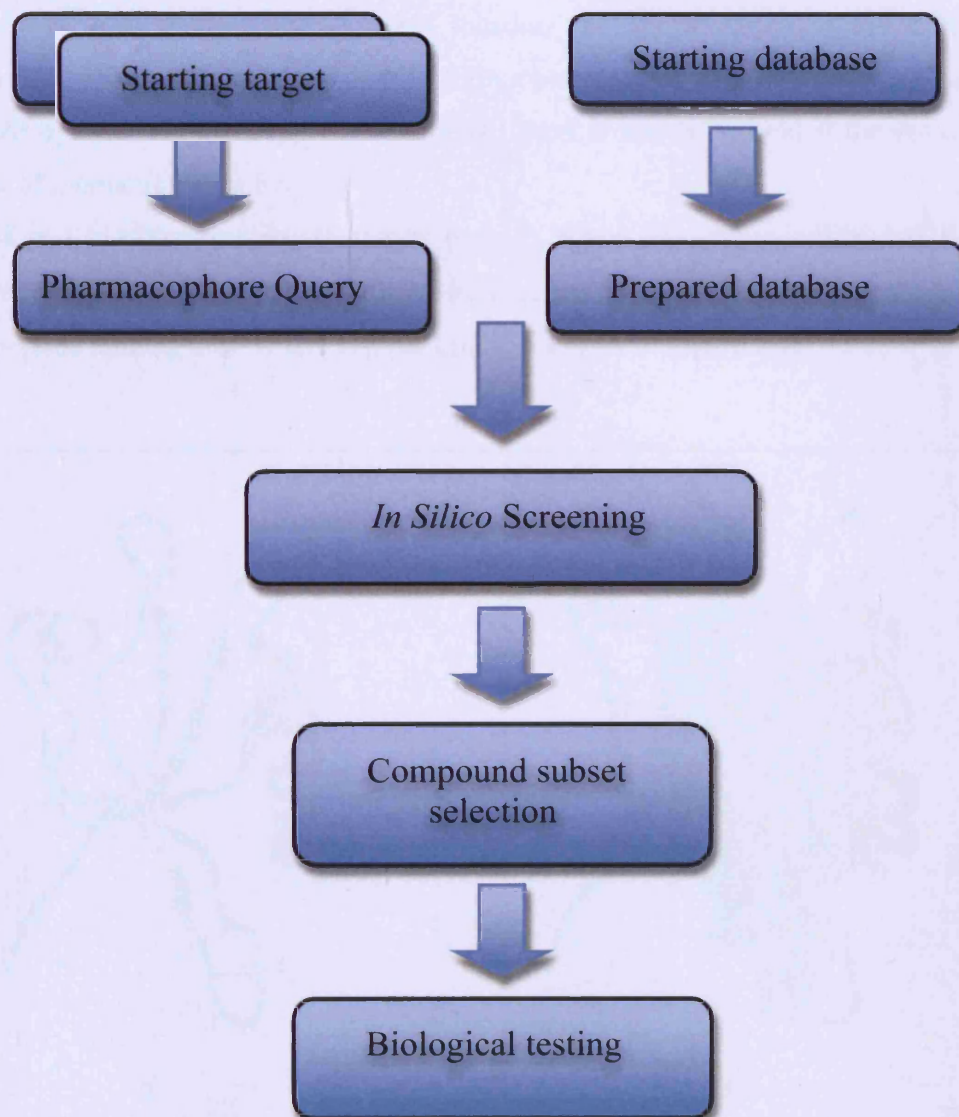 Starting target
Starting database
Pharmacophore Query
Prepared database
In Silico Screening
Compound subset
selection
Biological testing